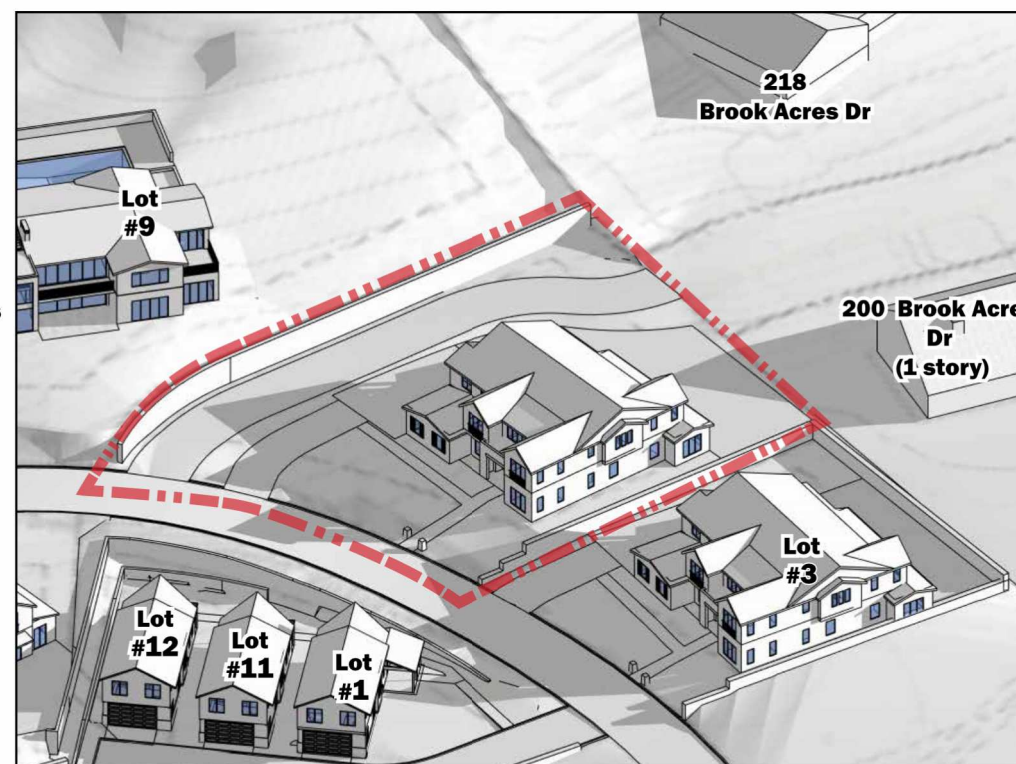 218
Brook Acres Dr
Lot
#9
200 Brook Acre
Dr
(1 story)
Lot
#3
Lot
#12
Lot
#11
Lot
#1